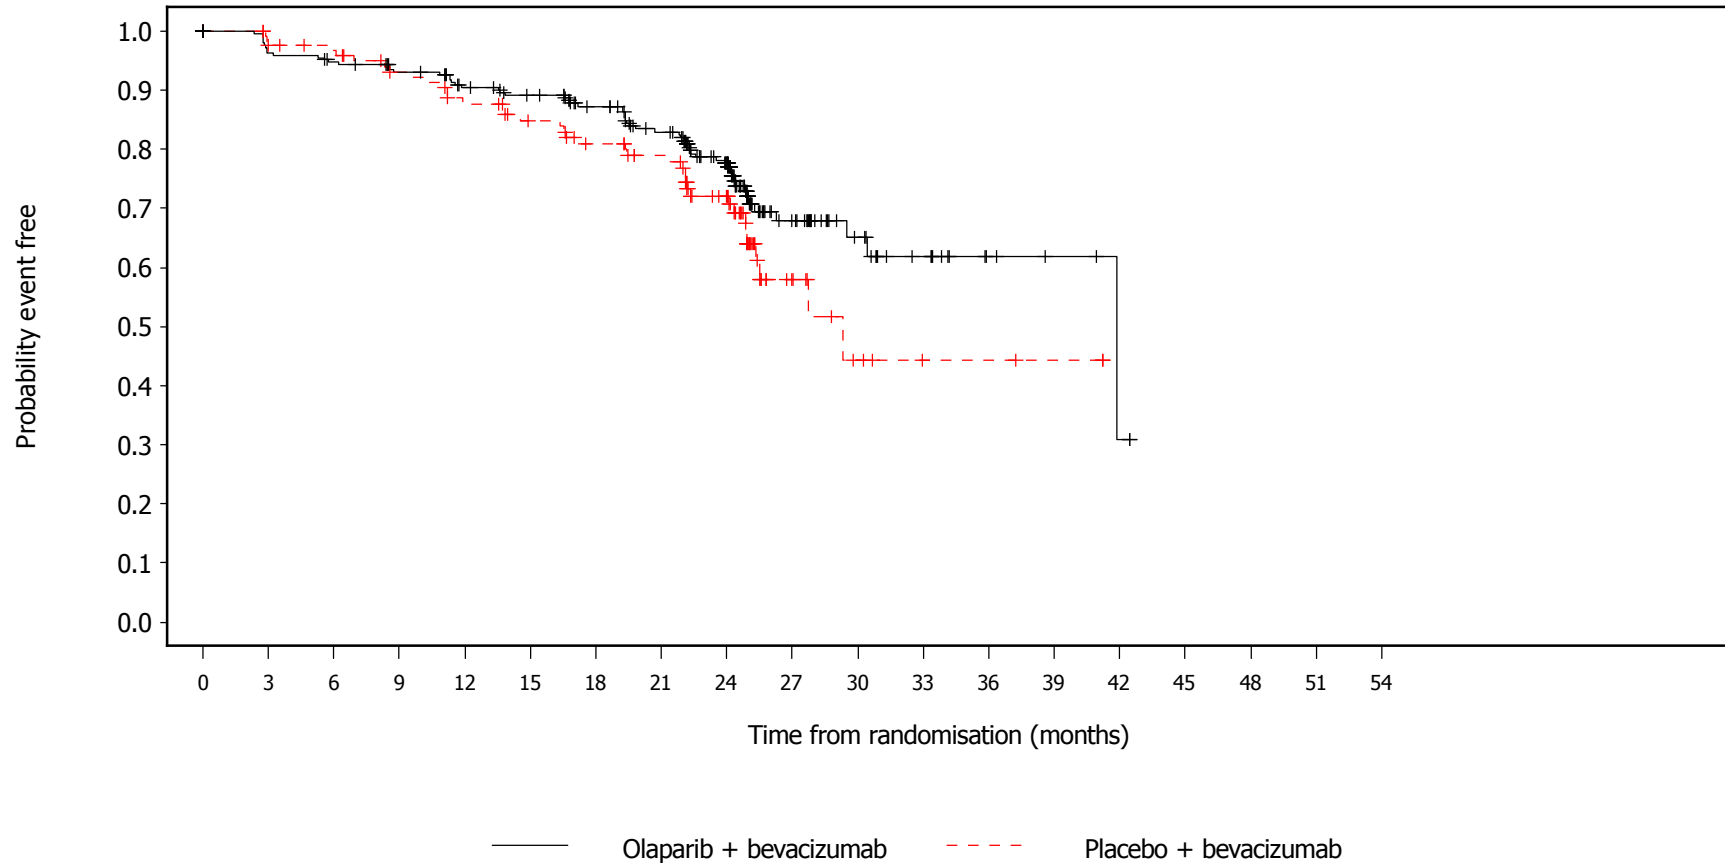 1.0
0.9
0.8
0.7
0.6
0.5
0.4
0.3
0.2
0.1
0.0
Probability event free
0 3 6 9 12 15 18 21 24 27 30 33 36 39 42 45 48 51 54
Time from randomisation (months)
Olaparib + bevacizumab Placebo + bevacizumab